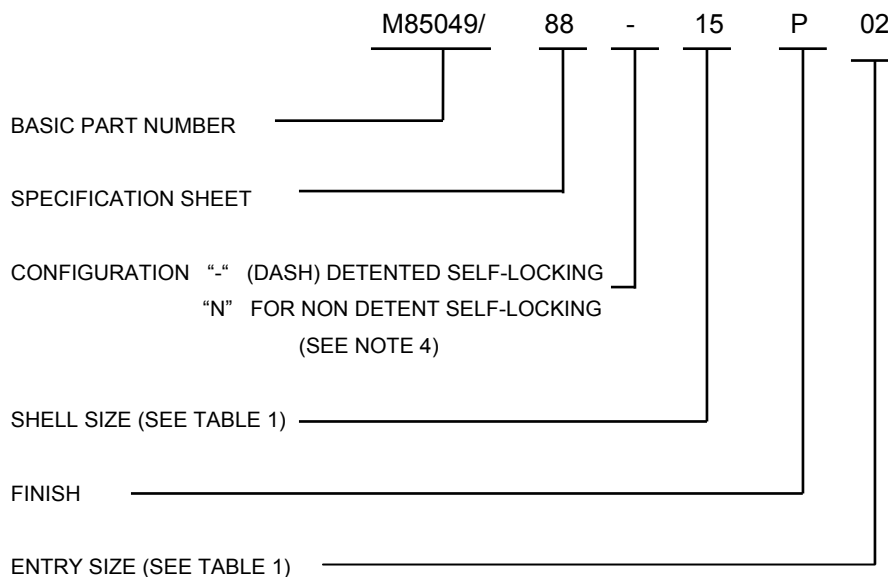 M85049/ 88 - 15 P 02
BASIC PART NUMBER
SPECIFICATION SHEET
CONFIGURATION “-“ (DASH) DETENTED SELF-LOCKING
“N” FOR NON DETENT SELF-LOCKING
(SEE NOTE 4)
SHELL SIZE (SEE TABLE 1)
FINISH
ENTRY SIZE (SEE TABLE 1)